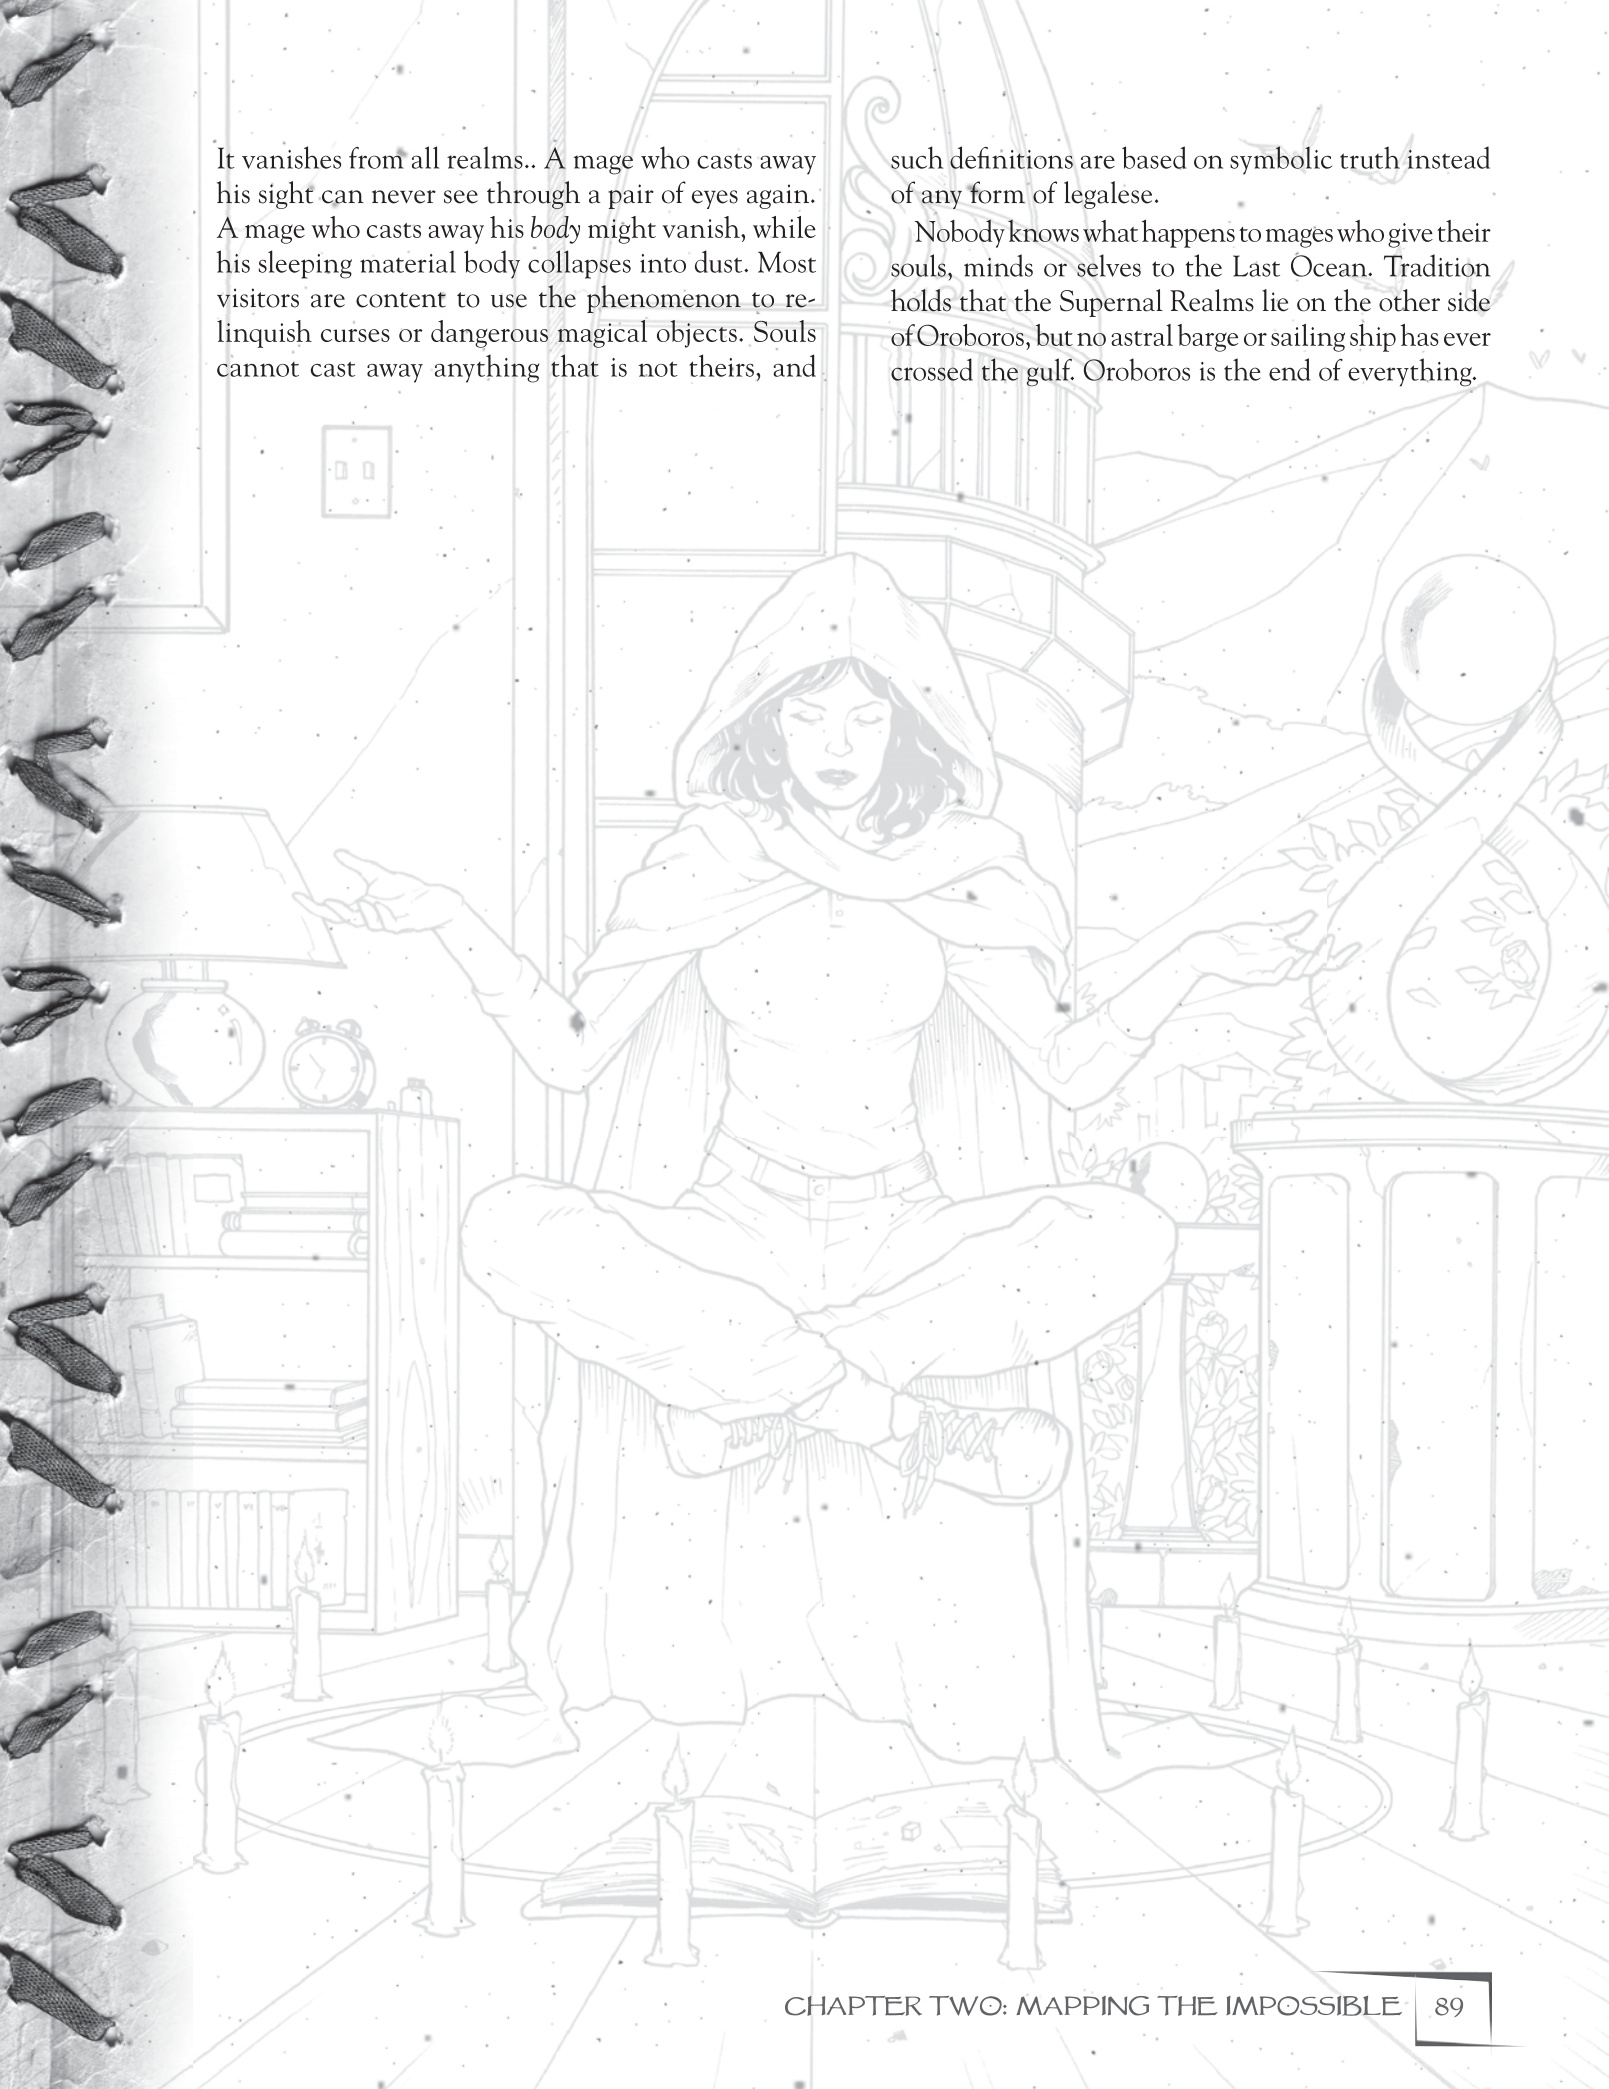 It vanishes from all realms.. A mage who casts away
his sight can never see through a pair of eyes again.
A mage who casts away his body might vanish, while
his sleeping material body collapses into dust. Most
visitors are content to use the phenomenon to re-
linquish curses or dangerous magical objects. Souls
cannot cast away anything that is not theirs, and
such definitions are based on symbolic truth instead
of any form of legalese.
Nobody knows what happens to mages who give their
souls, minds or selves to the Last Ocean. Tradition
holds that the Supernal Realms lie on the other side
of Oroboros, but no astral barge or sailing ship has ever
crossed the gulf. Oroboros is the end of everything.
CHAPTER TWO: MAPPING THE IMPOSSIBLE
89